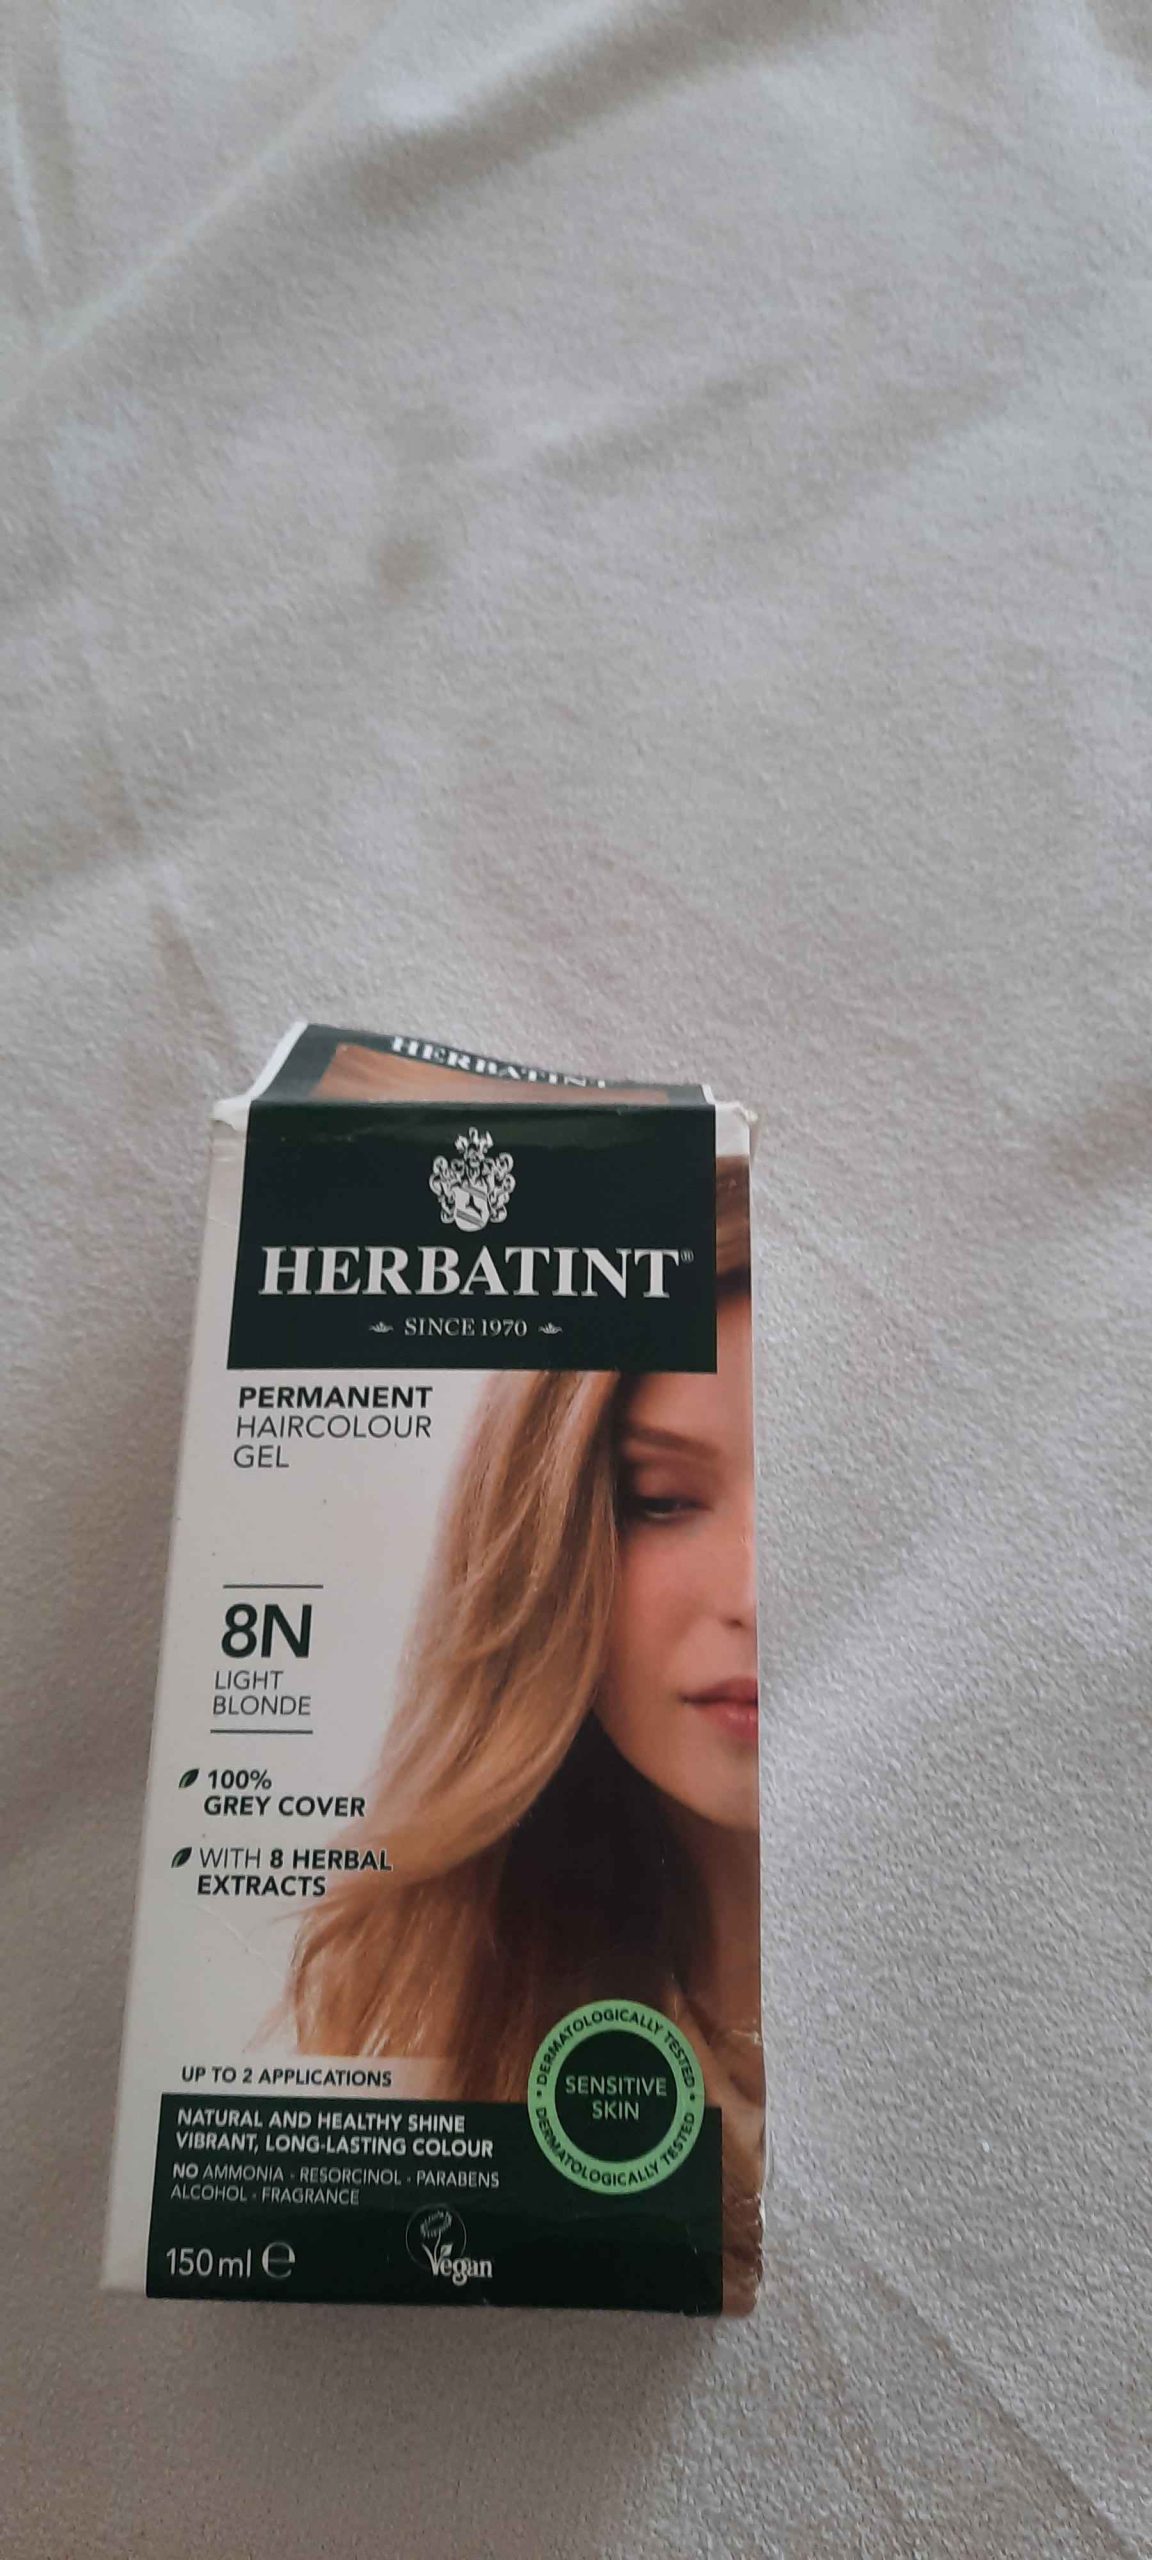 HERBATINT
HERBATINT®
SINCE 1970
PERMANENT
HAIRCOLOUR
GEL
8N
LIGHT
BLONDE
100%
GREY COVER
WITH 8 HERBAL
EXTRACTS
UP TO 2 APPLICATIONS
NATURAL AND HEALTHY SHINE
VIBRANT, LONG-LASTING COLOUR
NO AMMONIA - RESORCINOL - PARABENS
ALCOHOL - FRAGRANCE
150 ml e
Vegan
DERMATOLOGICALLY TESTED
SENSITIVE
SKIN
DERMATOLOGICALLY TESTED